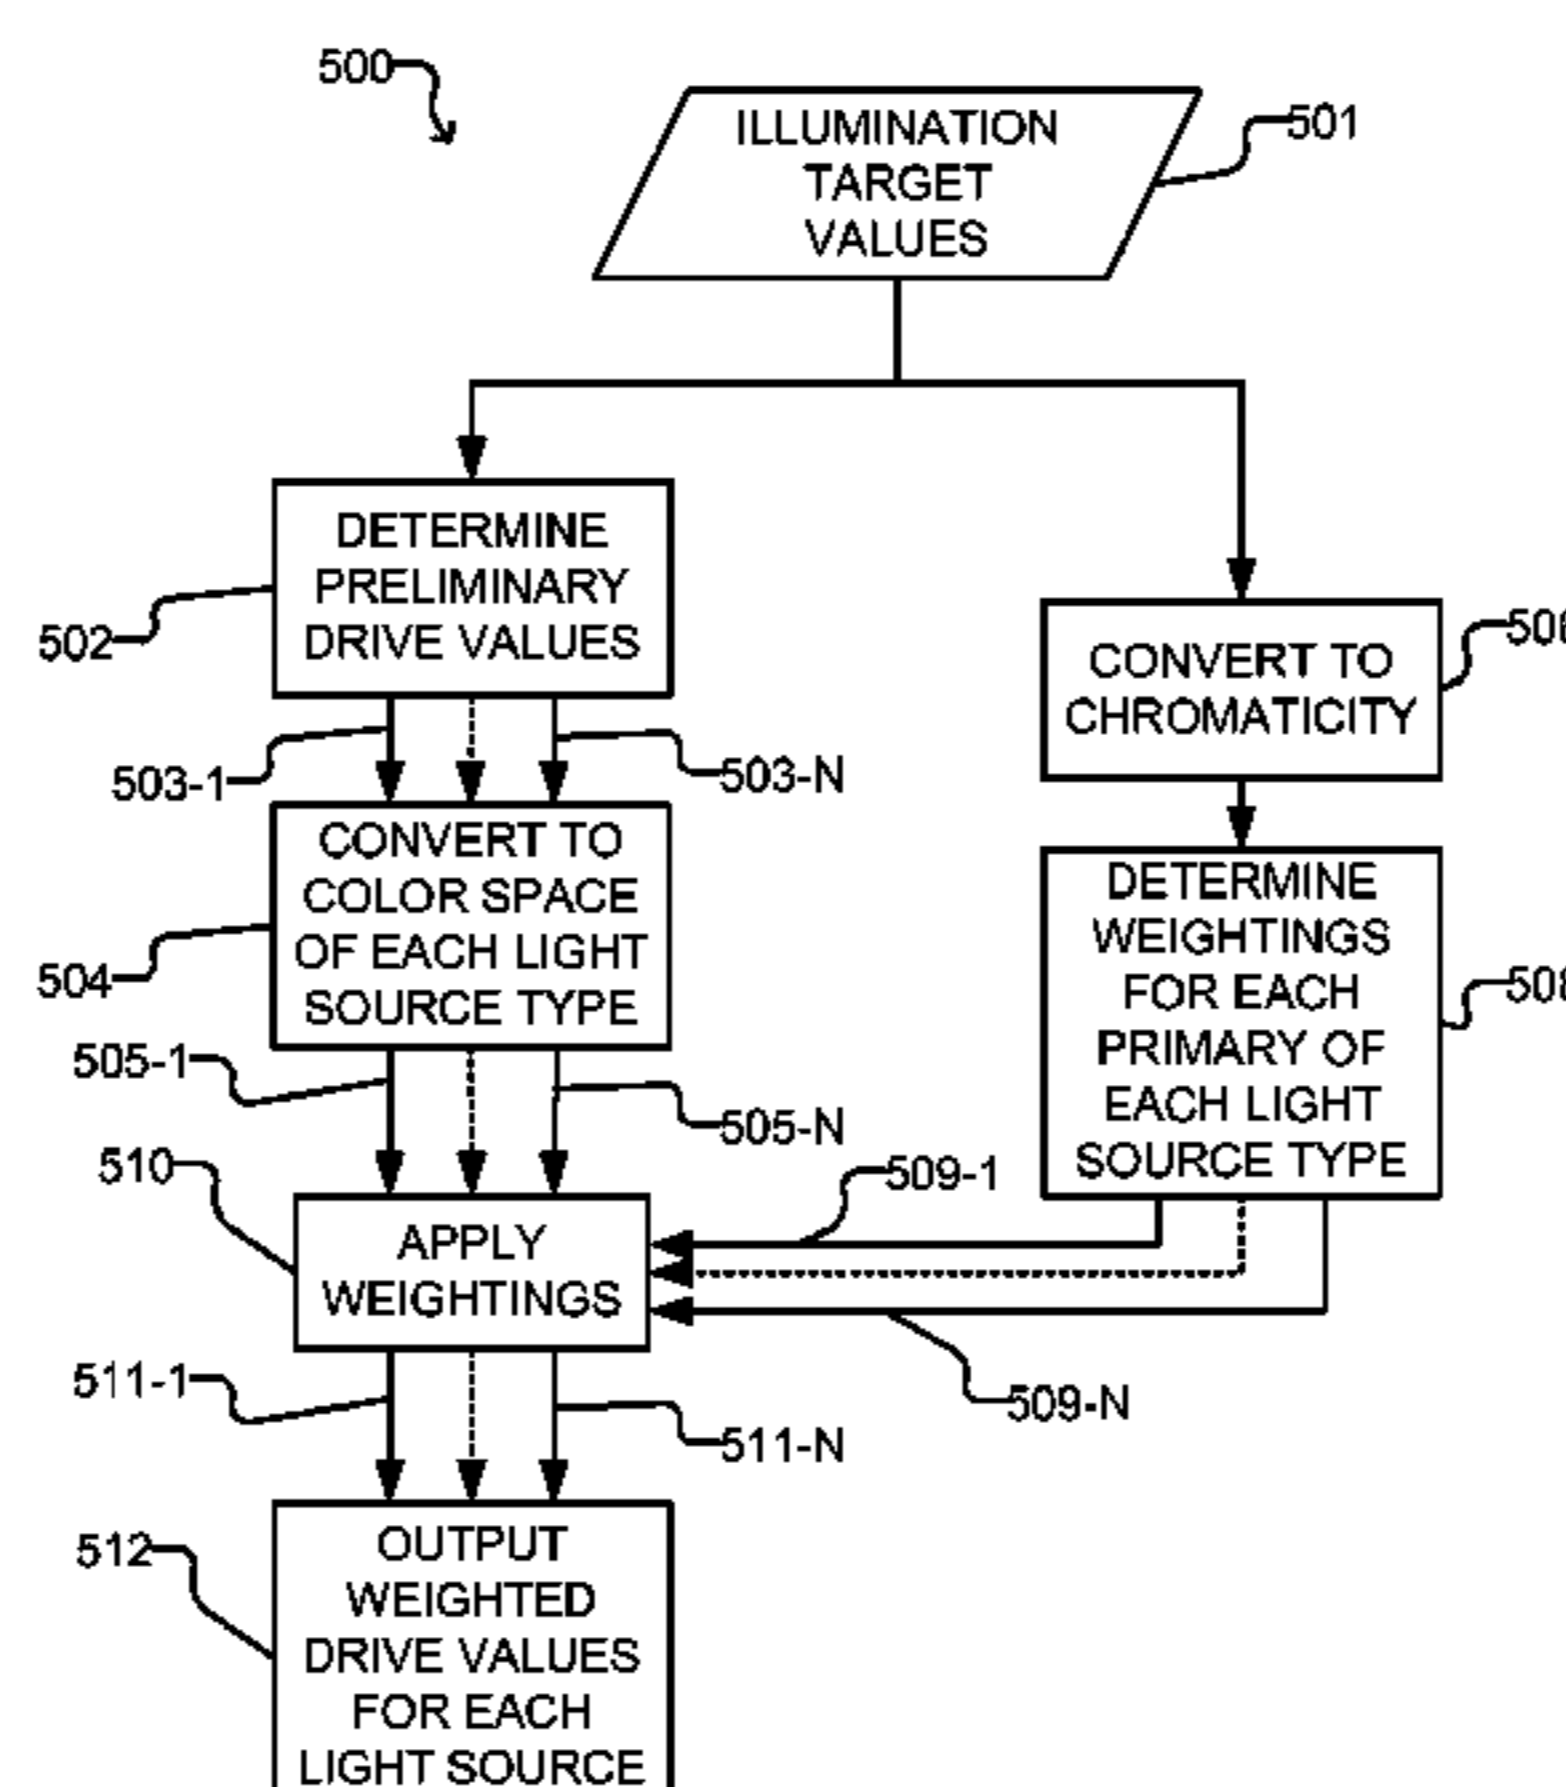 500
ILLUMINATION
TARGET
VALUES
501
DETERMINE
PRELIMINARY
DRIVE VALUES
502
CONVERT TO
CHROMATICITY
503-1
503-N
CONVERT TO
COLOR SPACE
OF EACH LIGHT
SOURCE TYPE
504
DETERMINE
WEIGHTINGS
FOR EACH
PRIMARY OF
EACH LIGHT
SOURCE TYPE
505-1
505-N
510
509-1
APPLY
WEIGHTINGS
509-N
511-1
511-N
512
OUTPUT
WEIGHTED
DRIVE VALUES
FOR EACH
LIGHT SOURCE